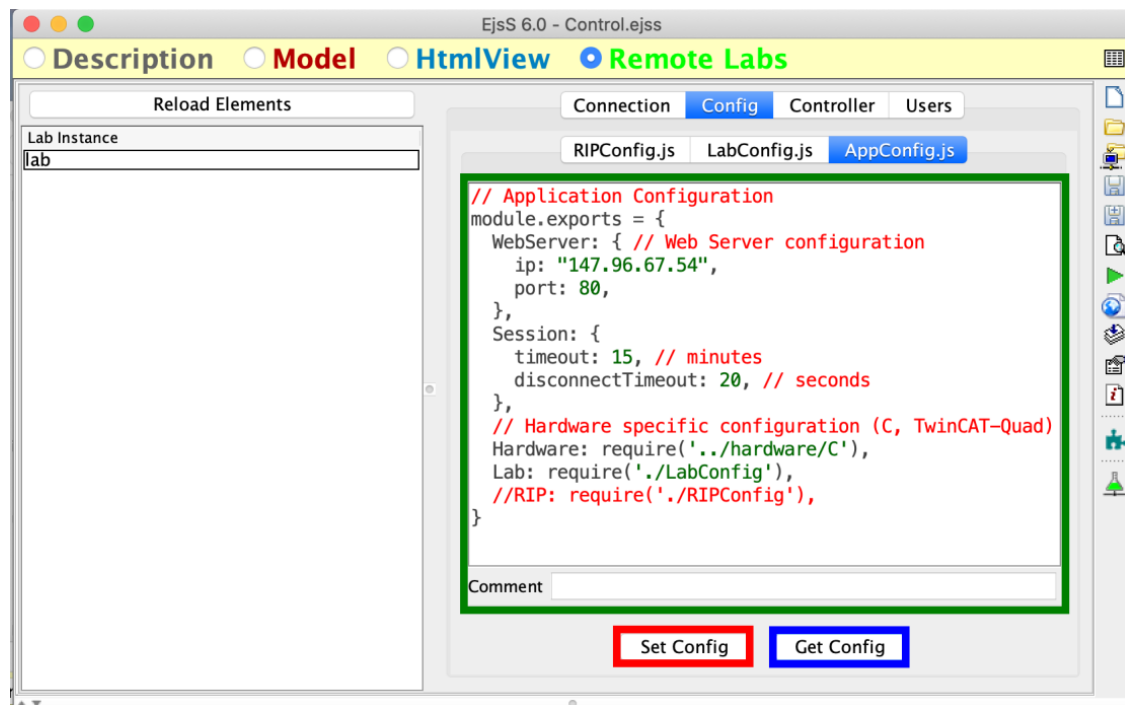 EjsS 6.0 - Control.ejss
Description Model HtmlView Remote Labs
Reload Elements
Lab Instance
lab
Connection Config Controller Users
RIPConfig.js LabConfig.js AppConfig.js
// Application Configuration
module.exports = {
  WebServer: { // Web Server configuration
    ip: "147.96.67.54",
    port: 80,
  },
  Session: {
    timeout: 15, // minutes
    disconnectTimeout: 20, // seconds
  },
  // Hardware specific configuration (C, TwinCAT-Quad)
  Hardware: require('../hardware/C'),
  Lab: require('./LabConfig'),
  //RIP: require('./RIPConfig'),
}
Comment
Set Config Get Config